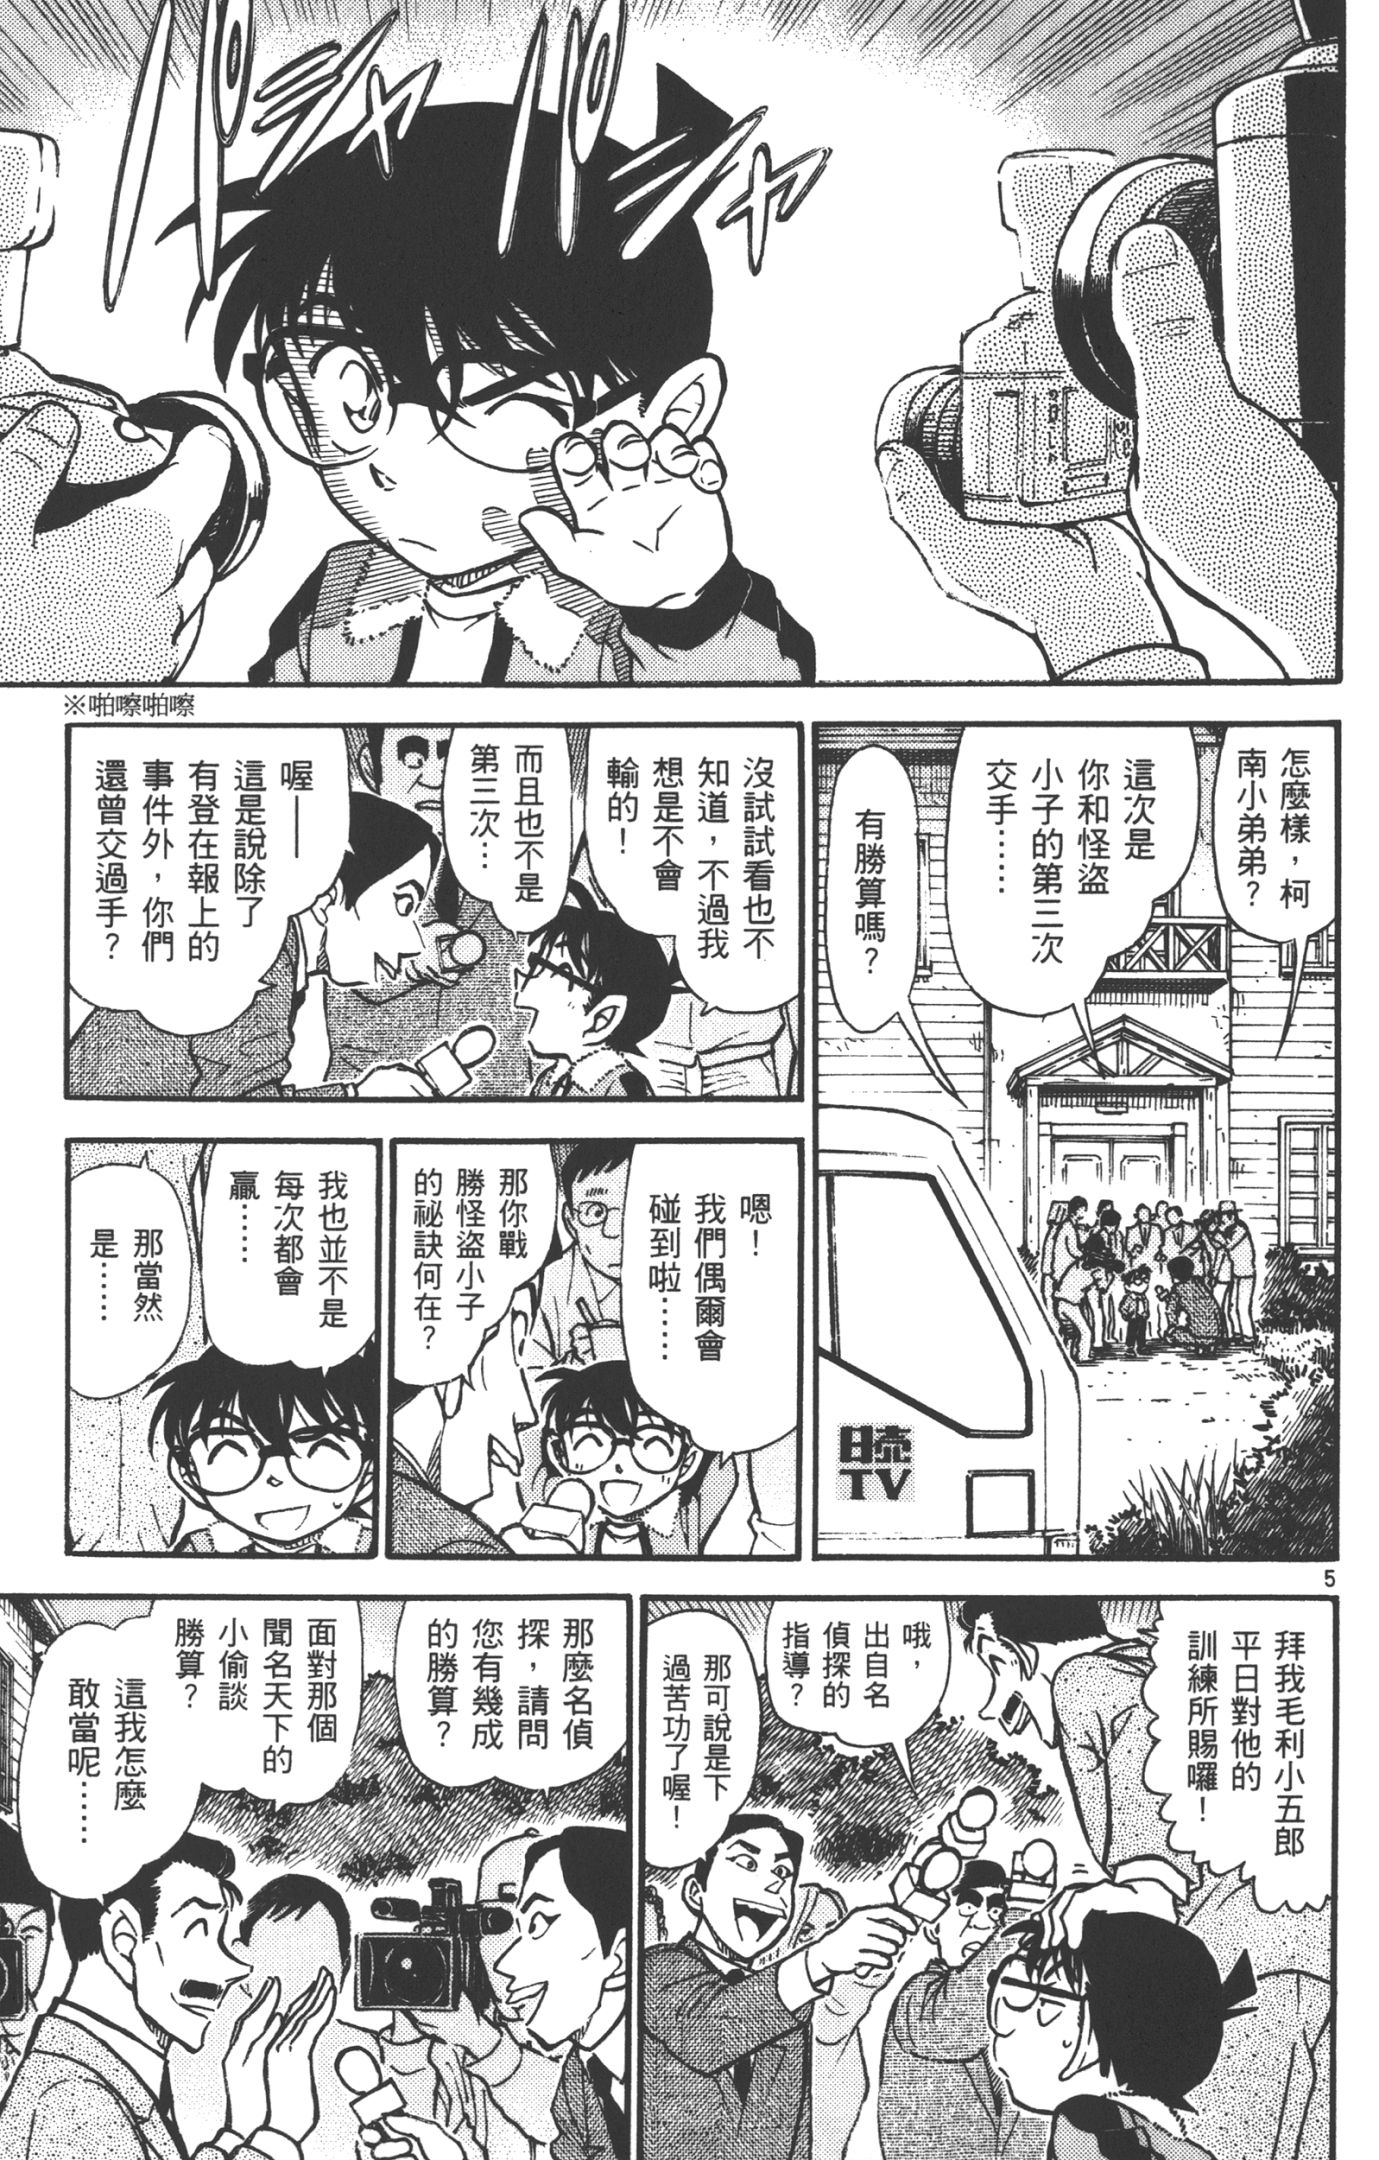 パシャ
パシャ
※啪嚓啪嚓
怎麼樣，柯
南小弟弟？
這次是
你和怪盜
小子的第三次
交手……
有勝算嗎？
日売
TV
沒試試看也不
知道，不過我
想是不會
輸的！
而且也不是
第三次…
喔——
這是說除了
有登在報上的
事件外，你們
還曾交過手？
嗯！
我們偶爾會
碰到啦……
那你戰
勝怪盜小子
的祕訣何在？
我也並不是
每次都會
贏……
那當然
是……
5
拜我毛利小五郎
平日對他的
訓練所賜囉！
哦，
出自名
偵探的
指導？
那可說是下
過苦功了喔！
那麼名偵
探，請問
您有幾成
的勝算？
面對那個
聞名天下的
小偷談
勝算？
這我怎麼
敢當呢……